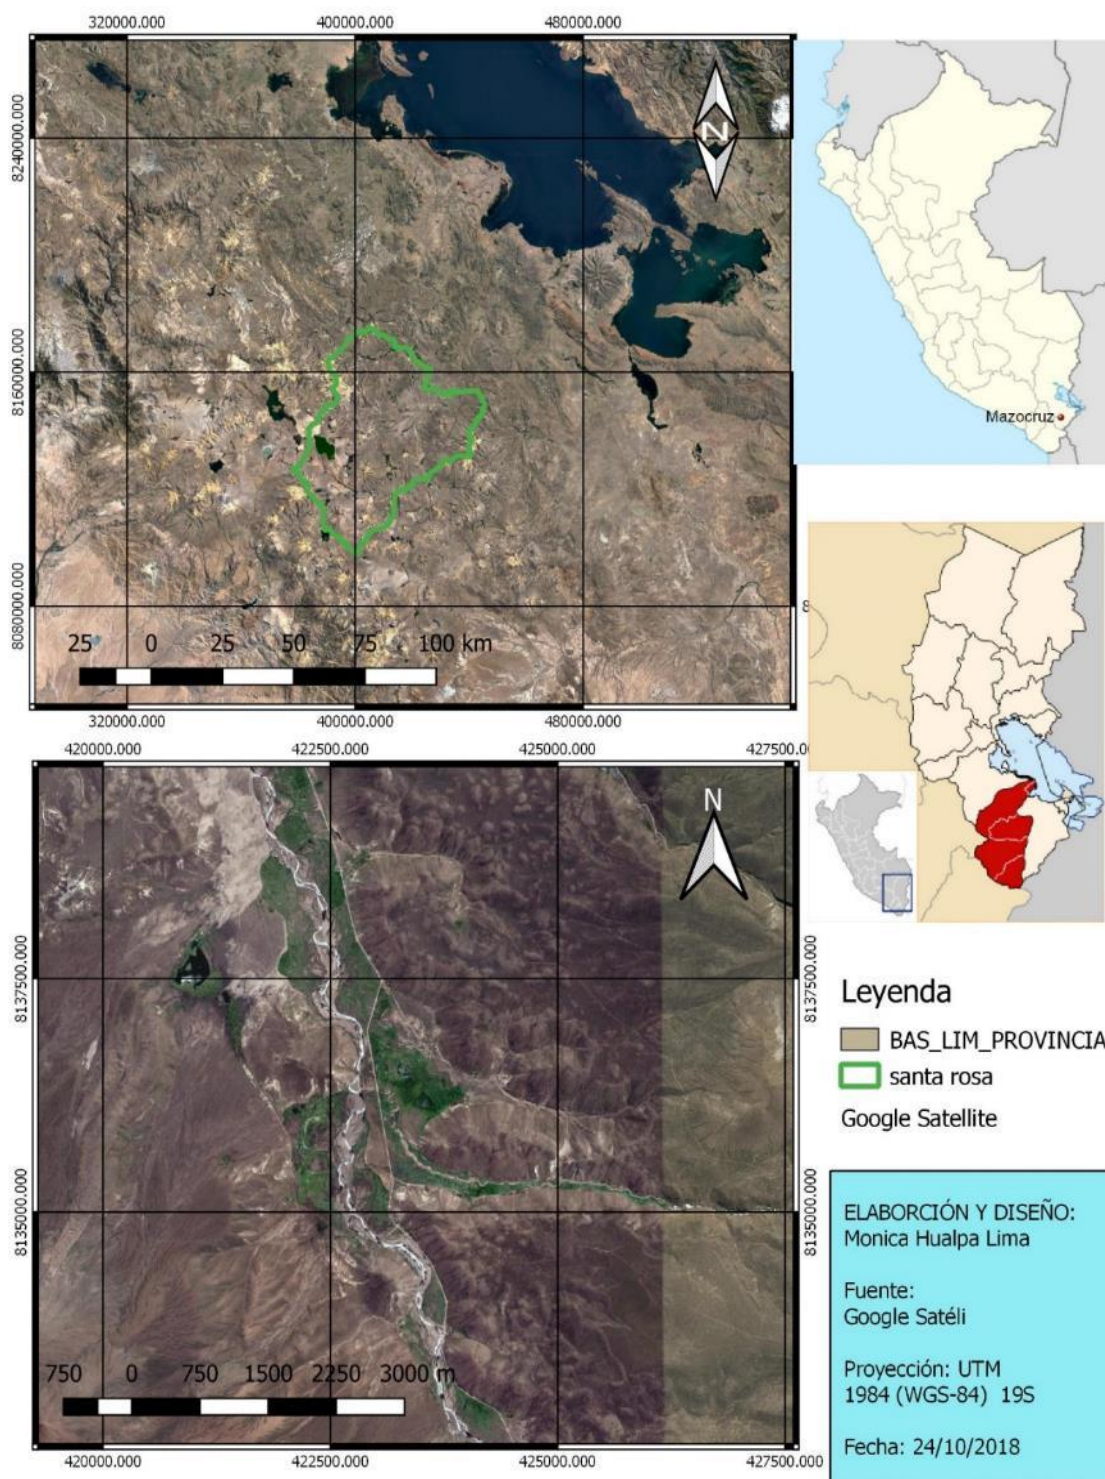 320000.000 400000.000 480000.000
8240000.000
8160000.000
8080000.000
N
25 0 25 50 75 100 km
320000.000 400000.000 480000.000
8
Mazocruz
420000.000 422500.000 425000.000 427500.000
N
8137500.000 8137500.000
8135000.000 8135000.000
750 0 750 1500 2250 3000 m
420000.000 422500.000 425000.000 427500.000
Leyenda
BAS_LIM_PROVINCIA
santa rosa
Google Satellite
ELABORCIÓN Y DISEÑO:
Monica Hualpa Lima
Fuente:
Google Satéli
Proyección: UTM
1984 (WGS-84) 19S
Fecha: 24/10/2018